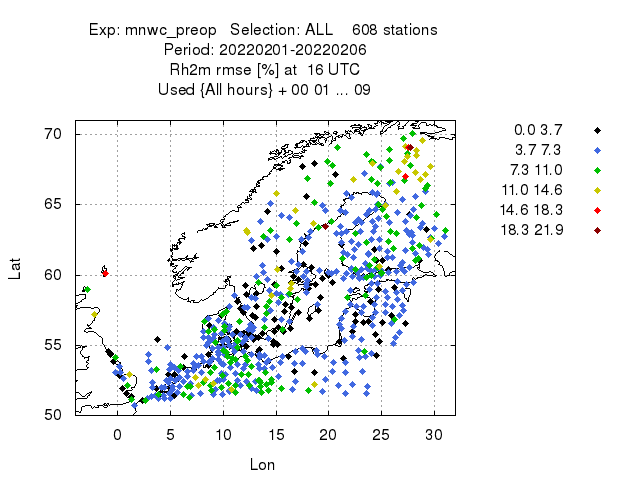 Exp: mnwc_preop   Selection: ALL    608 stations
Period: 20220201-20220206
Rh2m rmse [%] at  16 UTC
Used {All hours} + 00 01 ... 09
70
65
60
55
50
0 5 10 15 20 25 30
Lat
Lon
0.0 3.7
3.7 7.3
7.3 11.0
11.0 14.6
14.6 18.3
18.3 21.9